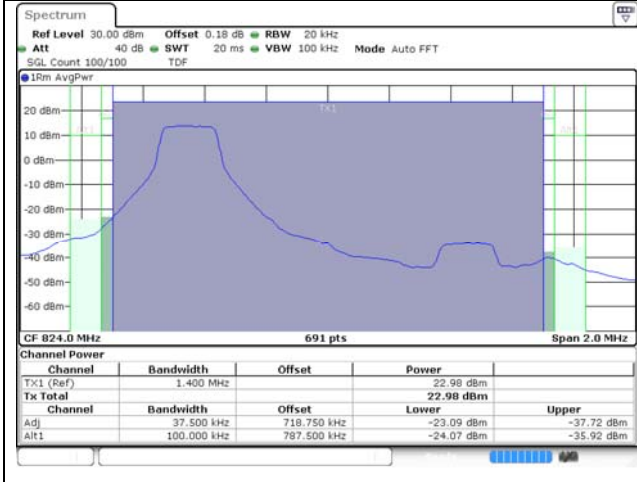 Spectrum
Ref Level 30.00 dBm Offset 0.18 dB RBW 20 kHz
Att 40 dB SWT 20 ms VBW 100 kHz Mode Auto FFT
SGL Count 100/100 TDF
1Rm AvgPwr
TX1
20 dBm
10 dBm
0 dBm
-10 dBm
-20 dBm
-30 dBm
-40 dBm
-50 dBm
-60 dBm
CF 824.0 MHz 691 pts Span 2.0 MHz
Channel Power
Channel Bandwidth Offset Power
TX1 (Ref) 1.400 MHz 22.98 dBm
Tx Total 22.98 dBm
Channel Bandwidth Offset Lower Upper
Adj 37.500 kHz 718.750 kHz -23.09 dBm -37.72 dBm
Alt1 100.000 kHz 787.500 kHz -24.07 dBm -35.92 dBm